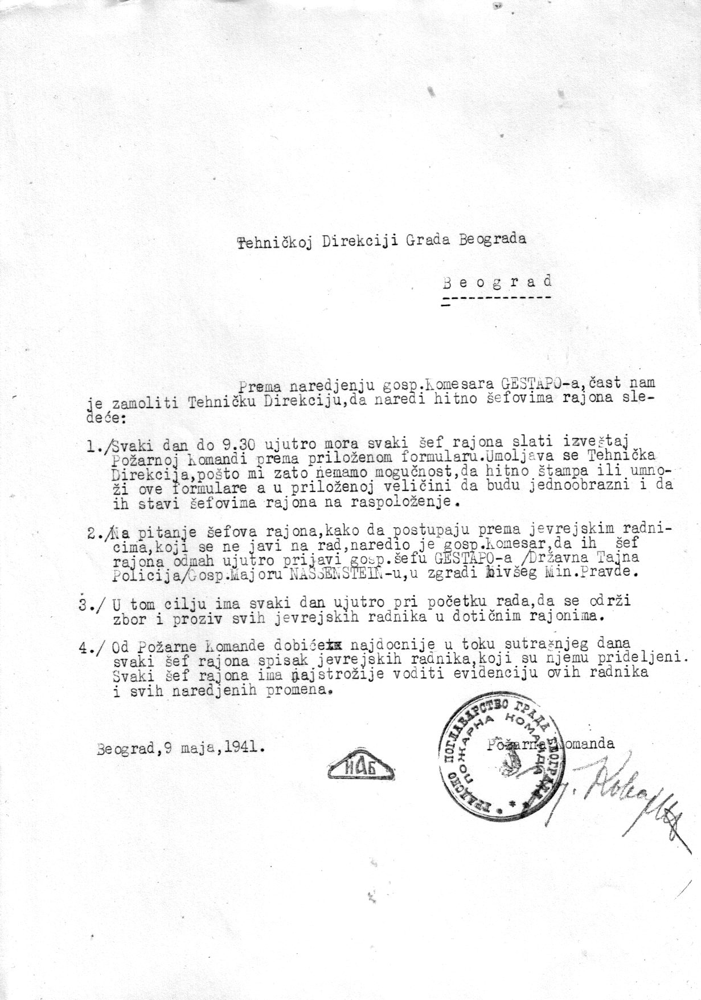 Tehničkoj Direkciji Grada Beograda
B e o g r a d
Prema naredjenju gosp.Komesara GESTAPO-a,čast nam
je zamoliti Tehničku Direkciju,da naredi hitno šefovima rajona sle-
deće:
1./Svaki dan do 9.30 ujutro mora svaki šef rajona slati izveštaj
Požarnoj Komandi prema priloženom formularu.Umoljava se Tehnička
Direkcija,pošto mi zato nemamo mogučnost,da hitno štampa ili umno-
ži ove formulare a u priloženoj veličini da budu jednoobrazni i da
ih stavi šefovima rajona na raspoloženje.
2./Na pitanje šefova rajona,kako da postupaju prema jevrejskim radni-
cima,koji se ne javi na rad,naredio je gosp.Komesar,da ih šef
rajona odmah ujutro prijavi gosp.šefu GESTAPO-a /Državna Tajna
Policija/Gosp.Majoru NASSENSTEIN-u,u zgradi bivšeg Min.Pravde.
3./ U tom cilju ima svaki dan ujutro pri početku rada,da se održi
zbor i proziv svih jevrejskih radnika u dotičnim rajonima.
4./ Od Požarne Komande dobiće najdocnije u toku sutrašnjeg dana
svaki šef rajona spisak jevrejskih radnika,koji su njemu prideljeni.
Svaki šef rajona ima najstrožije voditi evidenciju ovih radnika
i svih naredjenih promena.
Beograd,9 maja,1941.
Požarna Komanda
ИАБ
ГРАДСКО ПОГЛАВАРСТВО ГРАДА БЕОГРАДА
ПОЖАРНА КОМАНДА